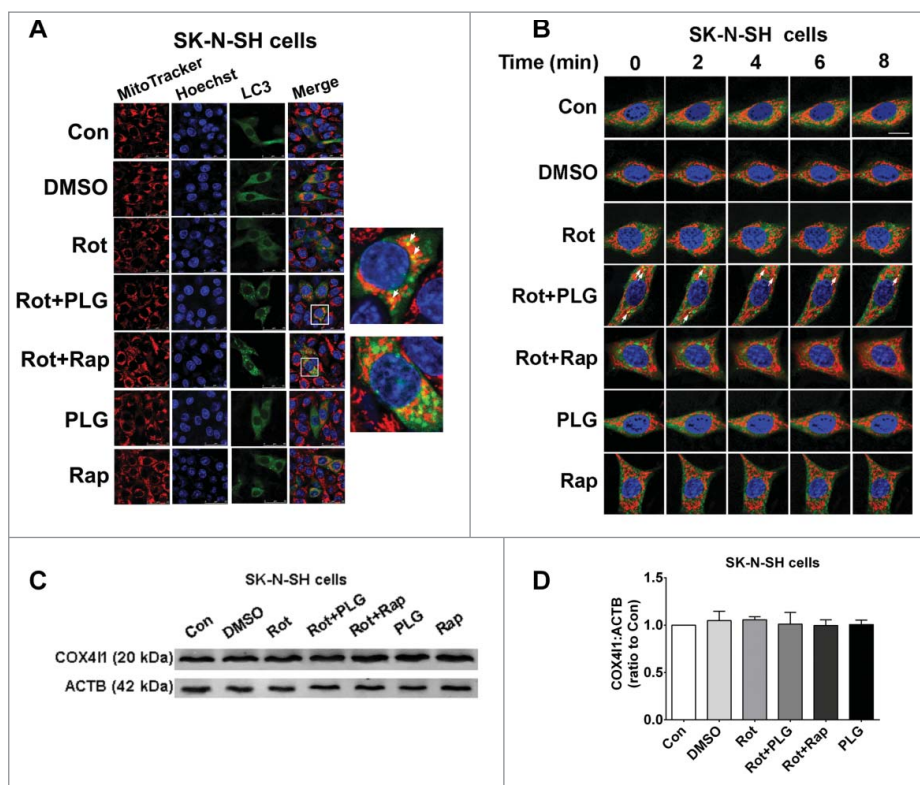 A
SK-N-SH cells
MitoTracker Hoechst LC3 Merge
Con
DMSO
Rot
Rot+PLG
Rot+Rap
PLG
Rap
B
SK-N-SH cells
Time (min) 0 2 4 6 8
Con
DMSO
Rot
Rot+PLG
Rot+Rap
PLG
Rap
C
SK-N-SH cells
Con DMSO Rot Rot+PLG Rot+Rap PLG Rap
COX4I1 (20 kDa)
ACTB (42 kDa)
D
SK-N-SH cells
COX4I1:ACTB
(ratio to Con)
1.5
1.0
0.5
0.0
Con DMSO Rot Rot+PLG Rot+Rap PLG